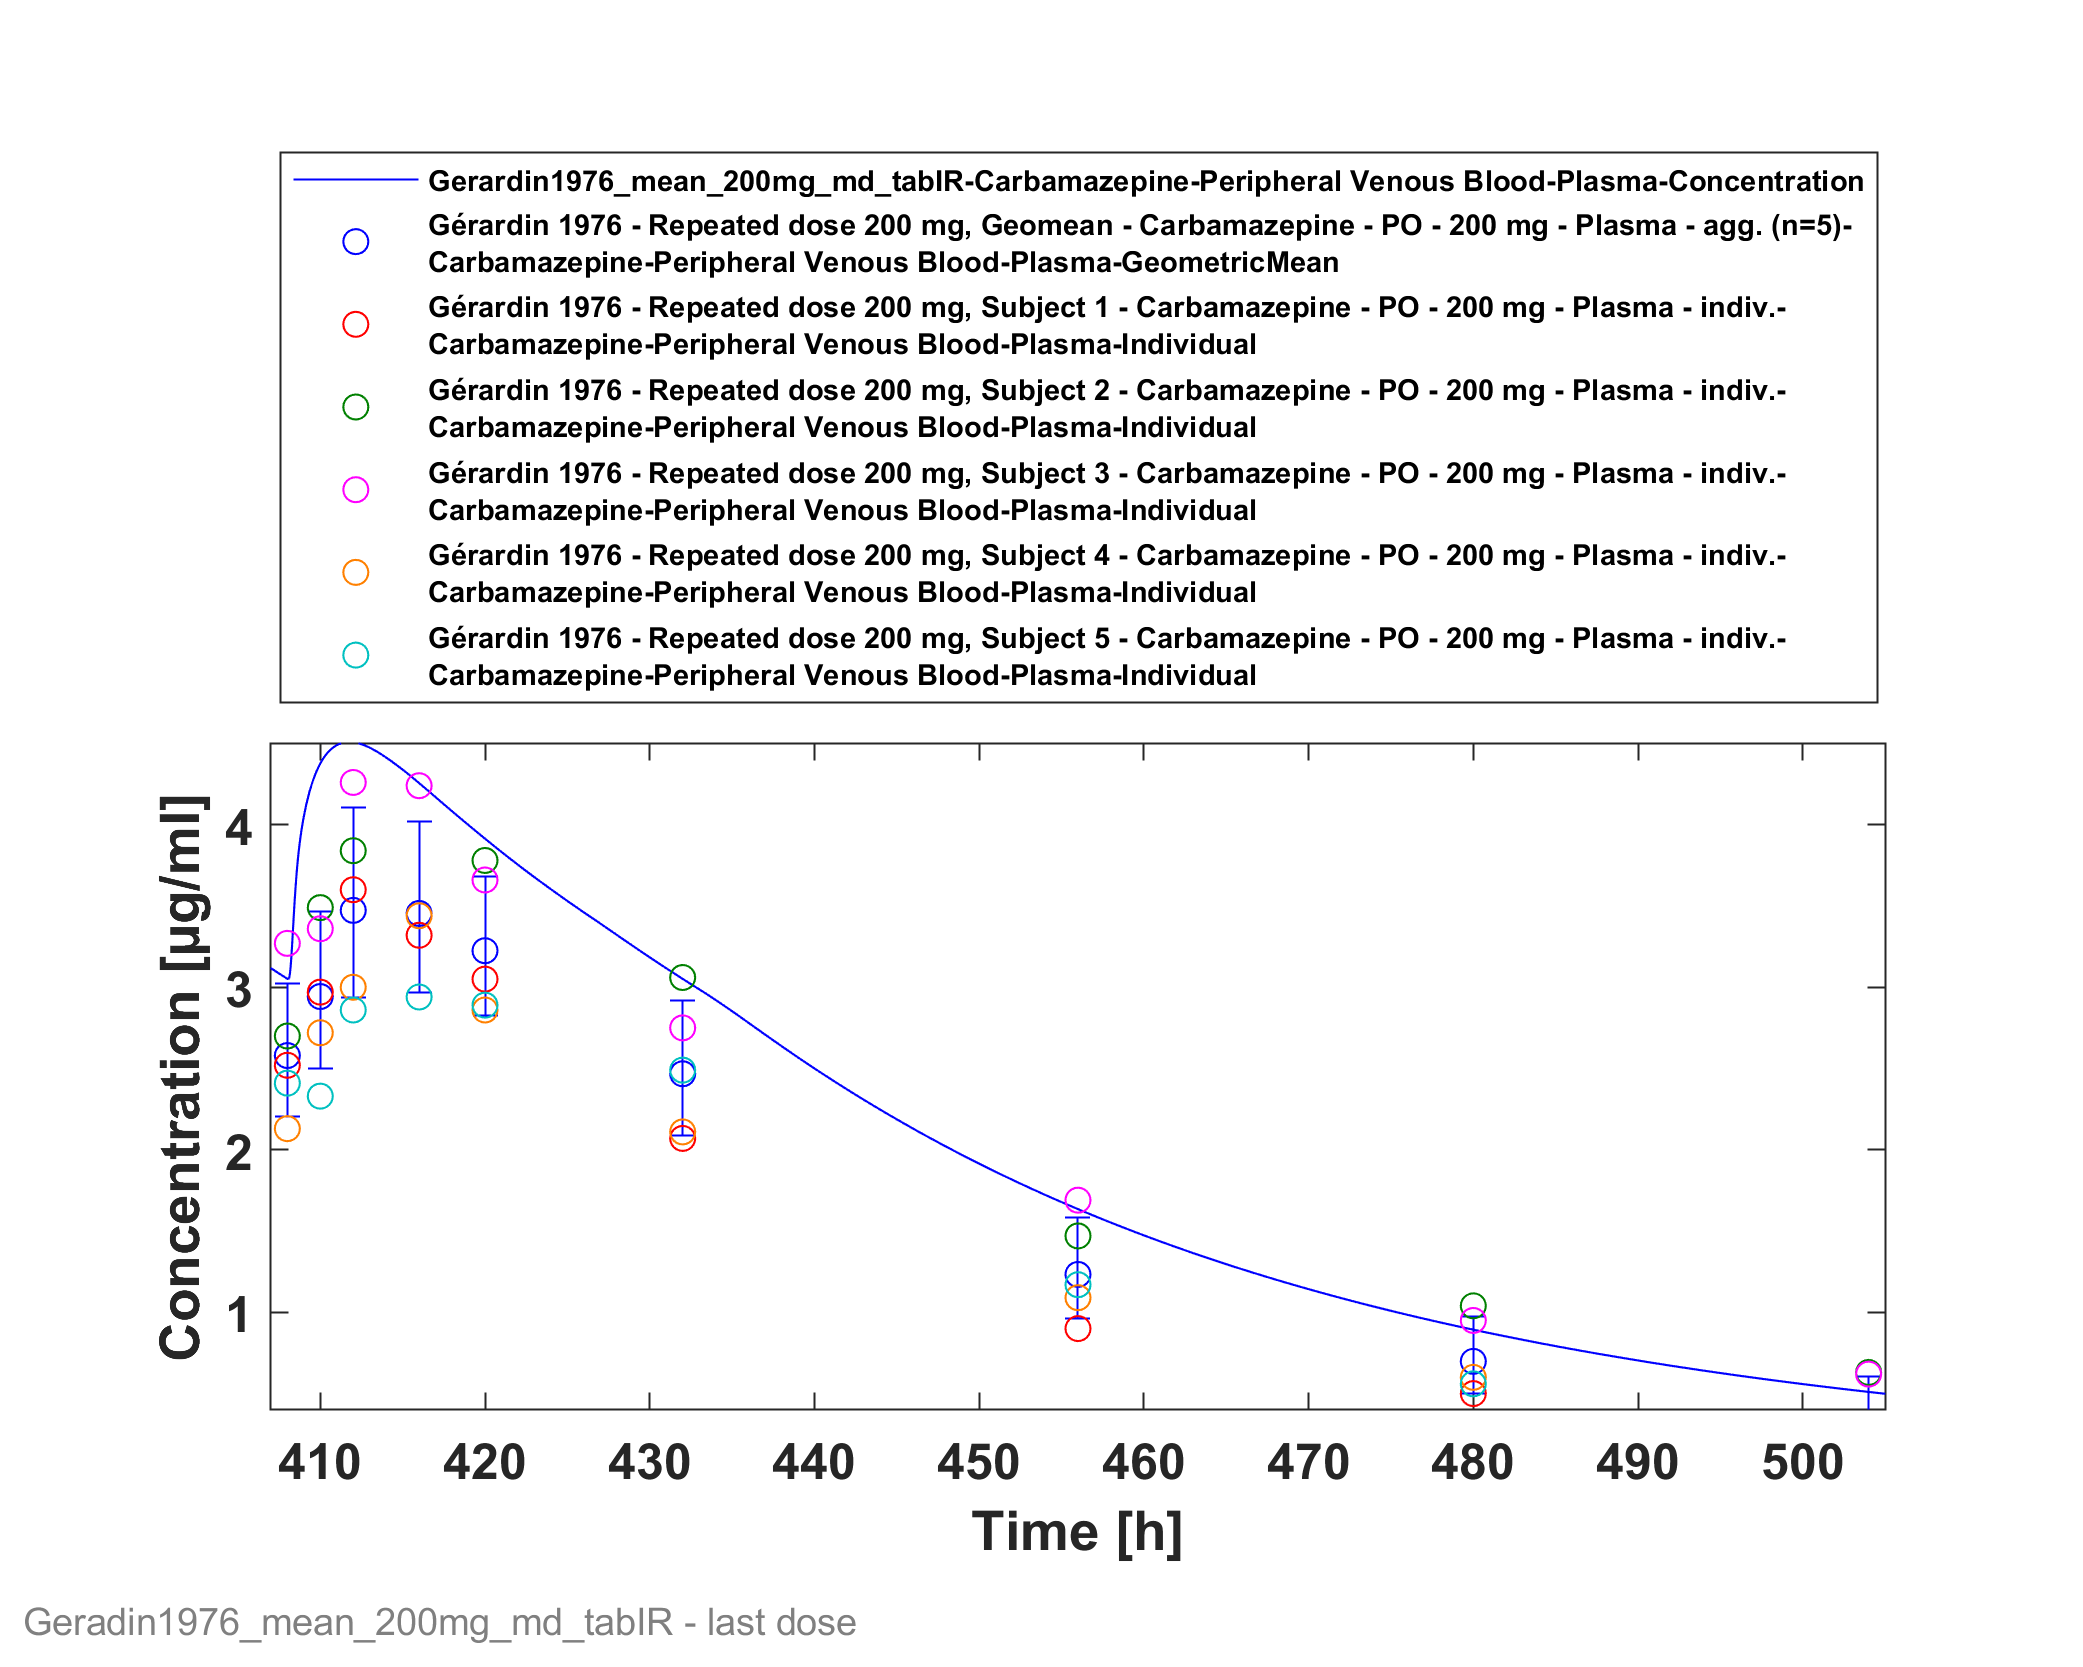 Gerardin1976_mean_200mg_md_tabIR-Carbamazepine-Peripheral Venous Blood-Plasma-Concentration
Gérardin 1976 - Repeated dose 200 mg, Geomean - Carbamazepine - PO - 200 mg - Plasma - agg. (n=5)-
Carbamazepine-Peripheral Venous Blood-Plasma-GeometricMean
Gérardin 1976 - Repeated dose 200 mg, Subject 1 - Carbamazepine - PO - 200 mg - Plasma - indiv.-
Carbamazepine-Peripheral Venous Blood-Plasma-Individual
Gérardin 1976 - Repeated dose 200 mg, Subject 2 - Carbamazepine - PO - 200 mg - Plasma - indiv.-
Carbamazepine-Peripheral Venous Blood-Plasma-Individual
Gérardin 1976 - Repeated dose 200 mg, Subject 3 - Carbamazepine - PO - 200 mg - Plasma - indiv.-
Carbamazepine-Peripheral Venous Blood-Plasma-Individual
Gérardin 1976 - Repeated dose 200 mg, Subject 4 - Carbamazepine - PO - 200 mg - Plasma - indiv.-
Carbamazepine-Peripheral Venous Blood-Plasma-Individual
Gérardin 1976 - Repeated dose 200 mg, Subject 5 - Carbamazepine - PO - 200 mg - Plasma - indiv.-
Carbamazepine-Peripheral Venous Blood-Plasma-Individual
Concentration [µg/ml]
4
3
2
1
410 420 430 440 450 460 470 480 490 500
Time [h]
Geradin1976_mean_200mg_md_tabIR - last dose